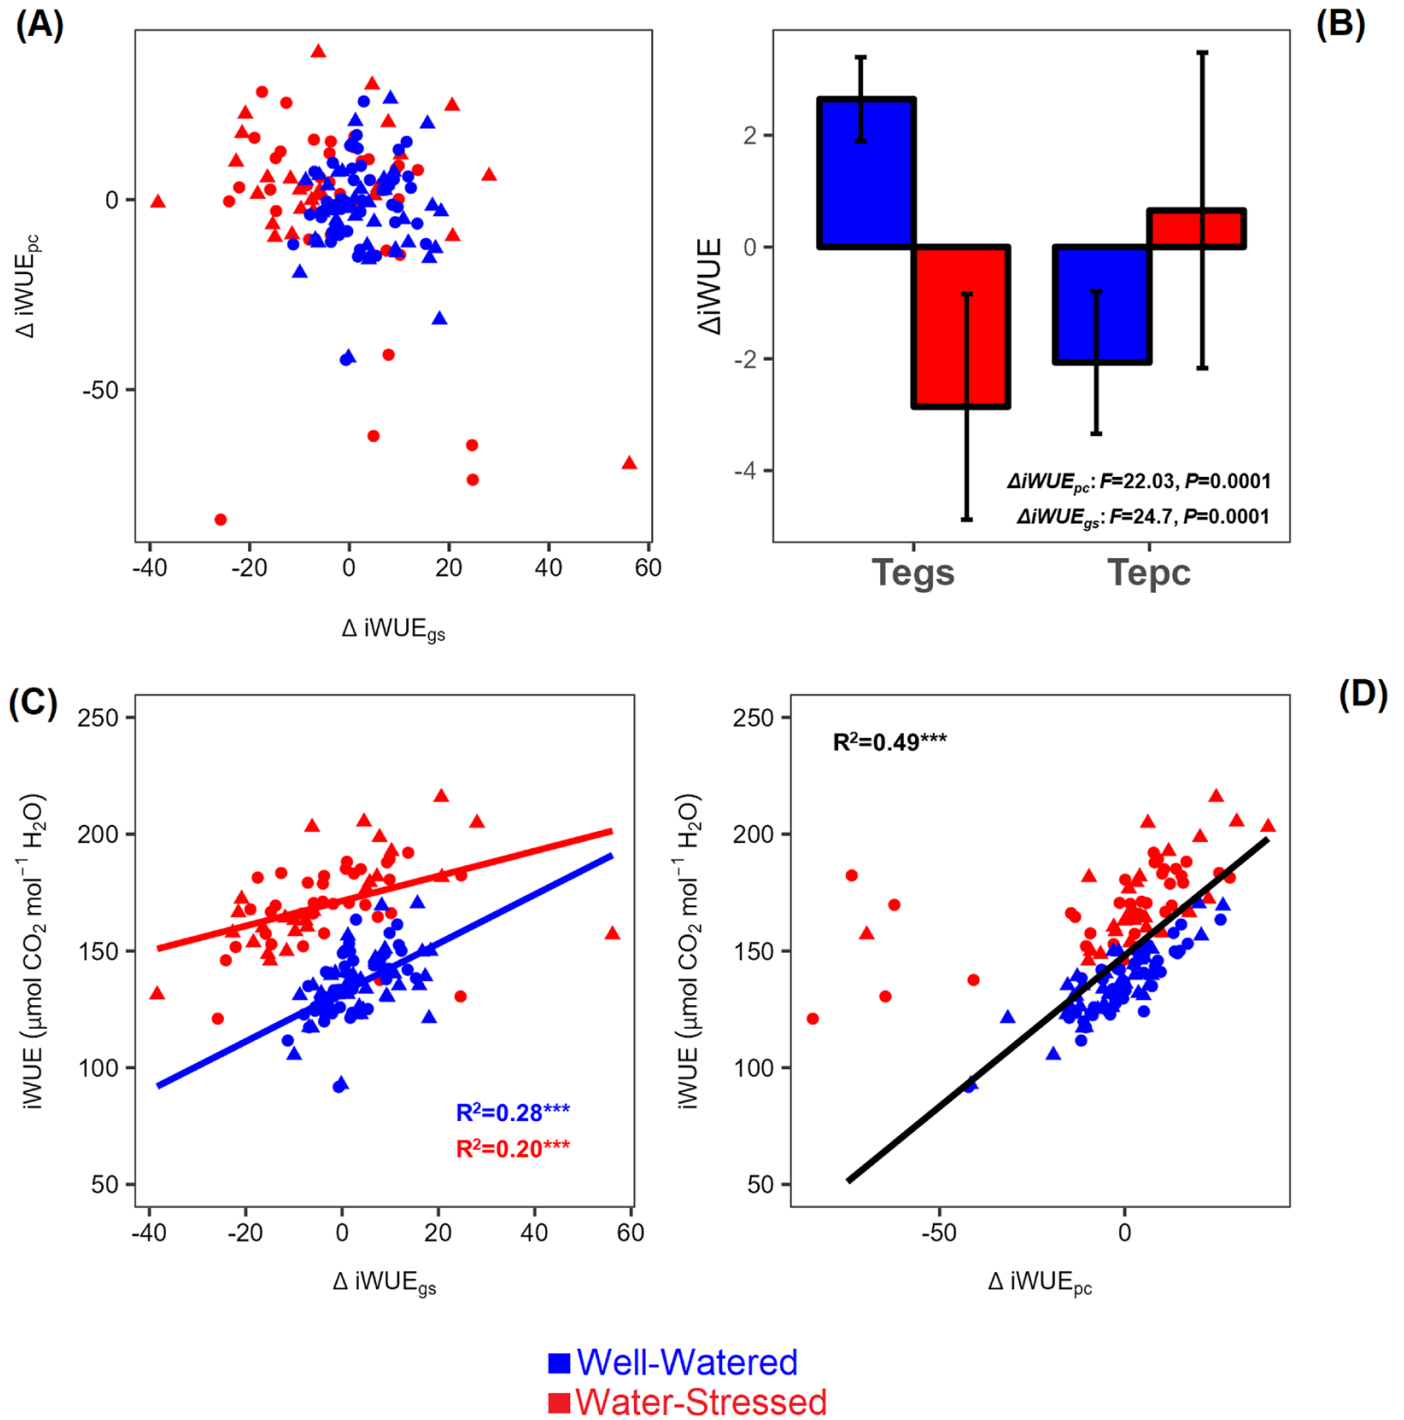 (A)
0
-50
Δ iWUEpc
-40 -20 0 20 40 60
Δ iWUEgs
(B)
2
0
-2
-4
ΔiWUE
ΔiWUEpc: F=22.03, P=0.0001
ΔiWUEgs: F=24.7, P=0.0001
Tegs Tepc
(C)
250
200
150
100
50
iWUE (µmol CO2 mol−1 H2O)
R2=0.28***
R2=0.20***
-40 -20 0 20 40 60
Δ iWUEgs
(D)
250
200
150
100
50
iWUE (µmol CO2 mol−1 H2O)
R2=0.49***
-50 0
Δ iWUEpc
Well-Watered
Water-Stressed